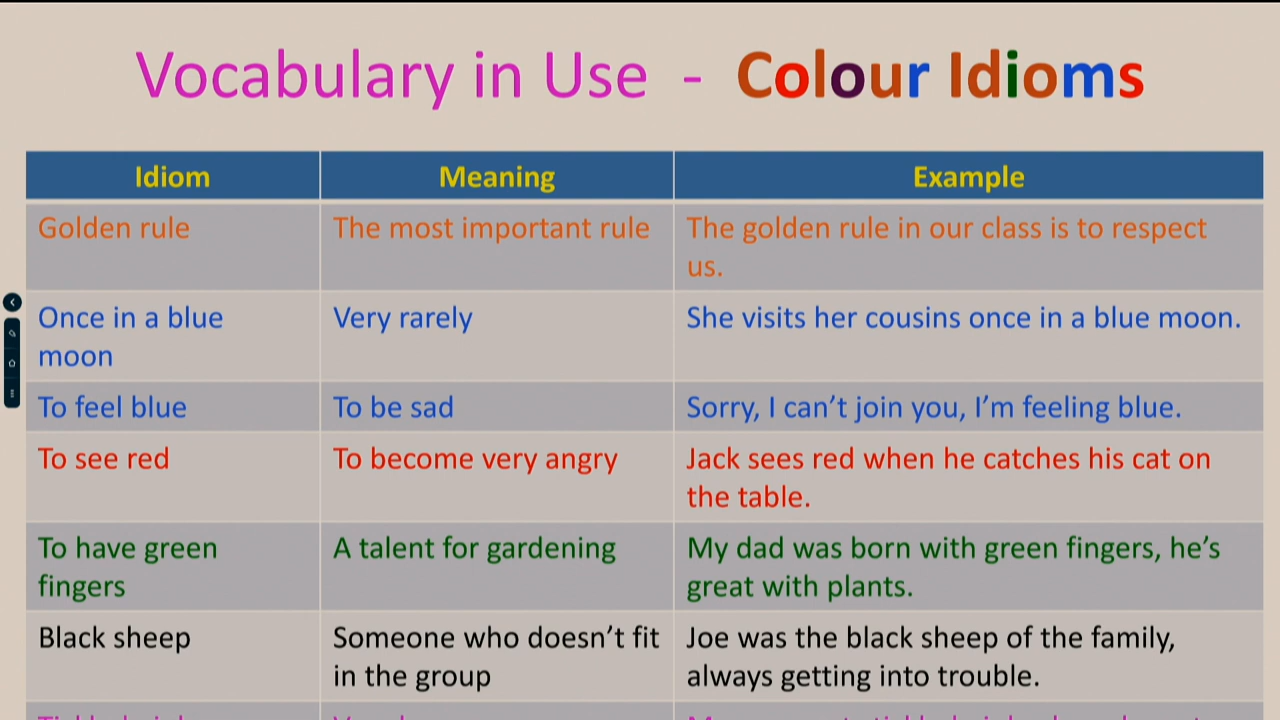 Vocabulary in Use - Colour Idioms
Idiom Meaning Example
Golden rule The most important rule The golden rule in our class is to respect
us.
Once in a blue Very rarely She visits her cousins once in a blue moon.
moon
To feel blue To be sad Sorry, I can’t join you, I’m feeling blue.
To see red To become very angry Jack sees red when he catches his cat on
the table.
To have green A talent for gardening My dad was born with green fingers, he’s
fingers great with plants.
Black sheep Someone who doesn’t fit Joe was the black sheep of the family,
in the group always getting into trouble.